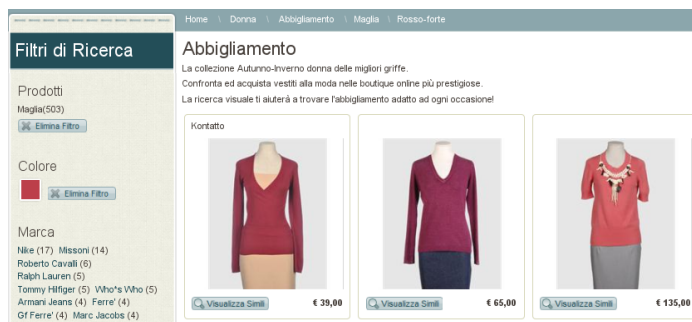 Home \ Donna \ Abbigliamento \ Maglia \ Rosso-forte
Filtri di Ricerca
Prodotti
Maglia(503)
Elimina Filtro
Colore
Elimina Filtro
Marca
Nike (17) Missoni (14)
Roberto Cavalli (6)
Ralph Lauren (5)
Tommy Hilfiger (5) Who*s Who (5)
Armani Jeans (4) Ferre' (4)
Gf Ferre' (4) Marc Jacobs (4)
Abbigliamento
La collezione Autunno-Inverno donna delle migliori griffe.
Confronta ed acquista vestiti alla moda nelle boutique online più prestigiose.
La ricerca visuale ti aiuterá a trovare l'abbigliamento adatto ad ogni occasione!
Kontatto
Visualizza Simili € 39,00
Visualizza Simili € 65,00
Visualizza Simili € 135,00